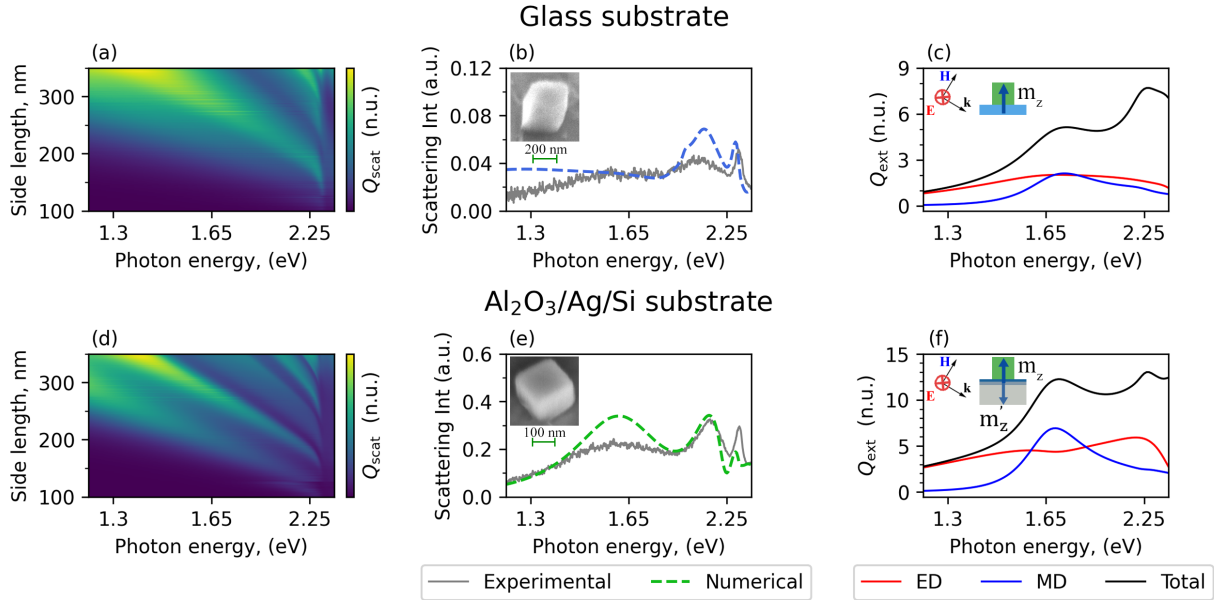 Glass substrate
(a)
Side length, nm
300
200
100
1.3
1.65
2.25
Photon energy, (eV)
Q_scat (n.u.)
(b)
Scattering Int (a.u.)
0.12
0.08
0.04
0.00
200 nm
1.3
1.65
2.25
Photon energy, (eV)
(c)
Q_ext (n.u.)
9
6
3
0
H
E
k
m_z
1.3
1.65
2.25
Photon energy, (eV)
Al₂O₃/Ag/Si substrate
(d)
Side length, nm
300
200
100
1.3
1.65
2.25
Photon energy, (eV)
Q_scat (n.u.)
(e)
Scattering Int (a.u.)
0.6
0.4
0.2
0.0
100 nm
1.3
1.65
2.25
Photon energy, (eV)
(f)
Q_ext (n.u.)
15
10
5
0
H
E
k
m_z
m'_z
1.3
1.65
2.25
Photon energy, (eV)
Experimental Numerical
ED MD Total